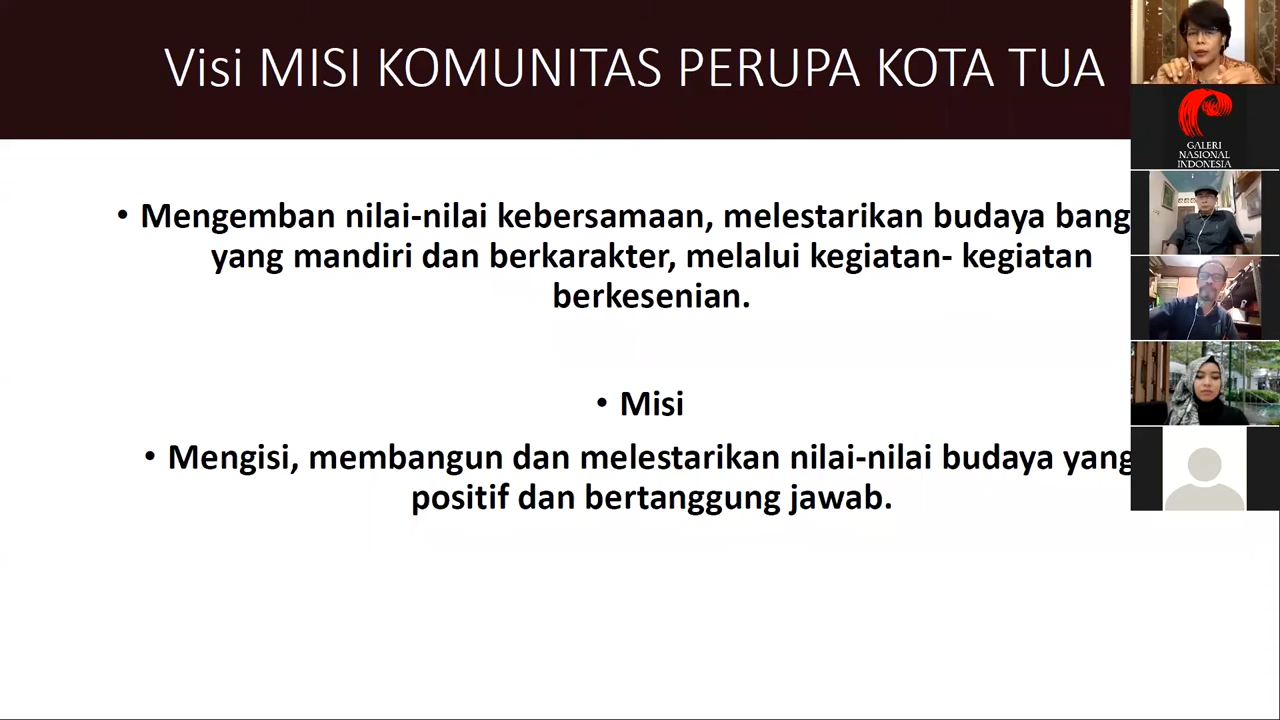 Visi MISI KOMUNITAS PERUPA KOTA TUA
• Mengemban nilai-nilai kebersamaan, melestarikan budaya bang
yang mandiri dan berkarakter, melalui kegiatan- kegiatan
berkesenian.
• Misi
• Mengisi, membangun dan melestarikan nilai-nilai budaya yang
positif dan bertanggung jawab.
GALERI
NASIONAL
INDONESIA